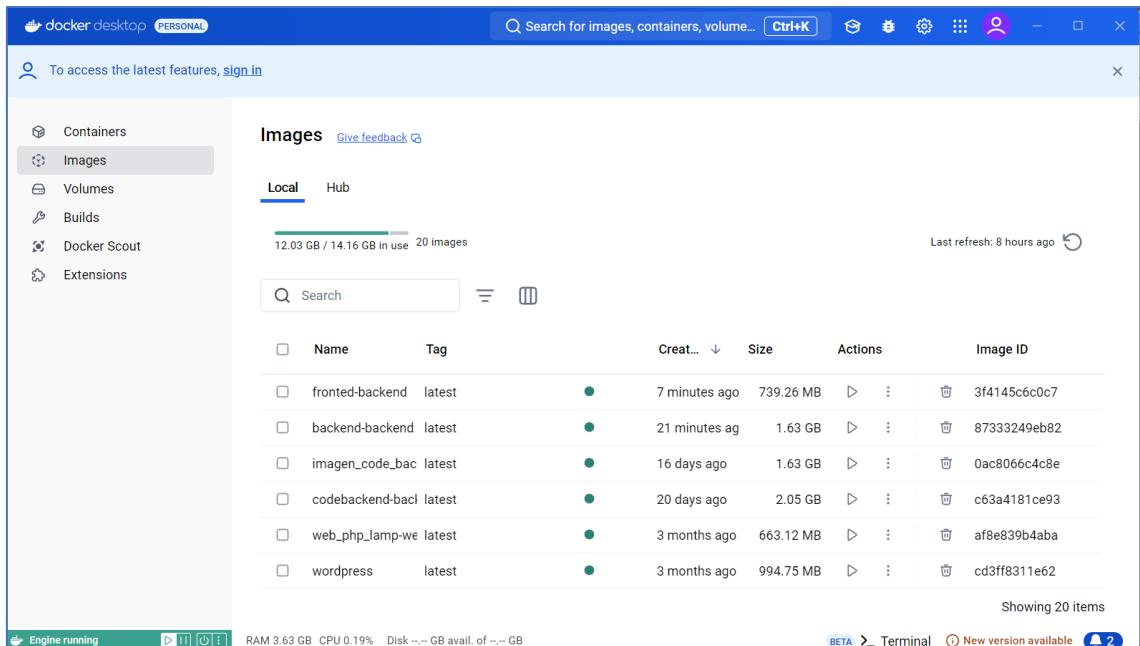 docker desktop PERSONAL Search for images, containers, volume... Ctrl+K
To access the latest features, sign in
Containers
Images
Volumes
Builds
Docker Scout
Extensions
Images Give feedback
Local Hub
12.03 GB / 14.16 GB in use 20 images Last refresh: 8 hours ago
Search
Name Tag Creat... Size Actions Image ID
fronted-backend latest 7 minutes ago 739.26 MB 3f4145c6c0c7
backend-backend latest 21 minutes ag 1.63 GB 87333249eb82
imagen_code_bac latest 16 days ago 1.63 GB 0ac8066c4c8e
codebackend-back latest 20 days ago 2.05 GB c63a4181ce93
web_php_lamp-we latest 3 months ago 663.12 MB af8e839b4aba
wordpress latest 3 months ago 994.75 MB cd3ff8311e62
Showing 20 items
Engine running RAM 3.63 GB CPU 0.19% Disk --.-- GB avail. of --.-- GB BETA >_ Terminal New version available 2